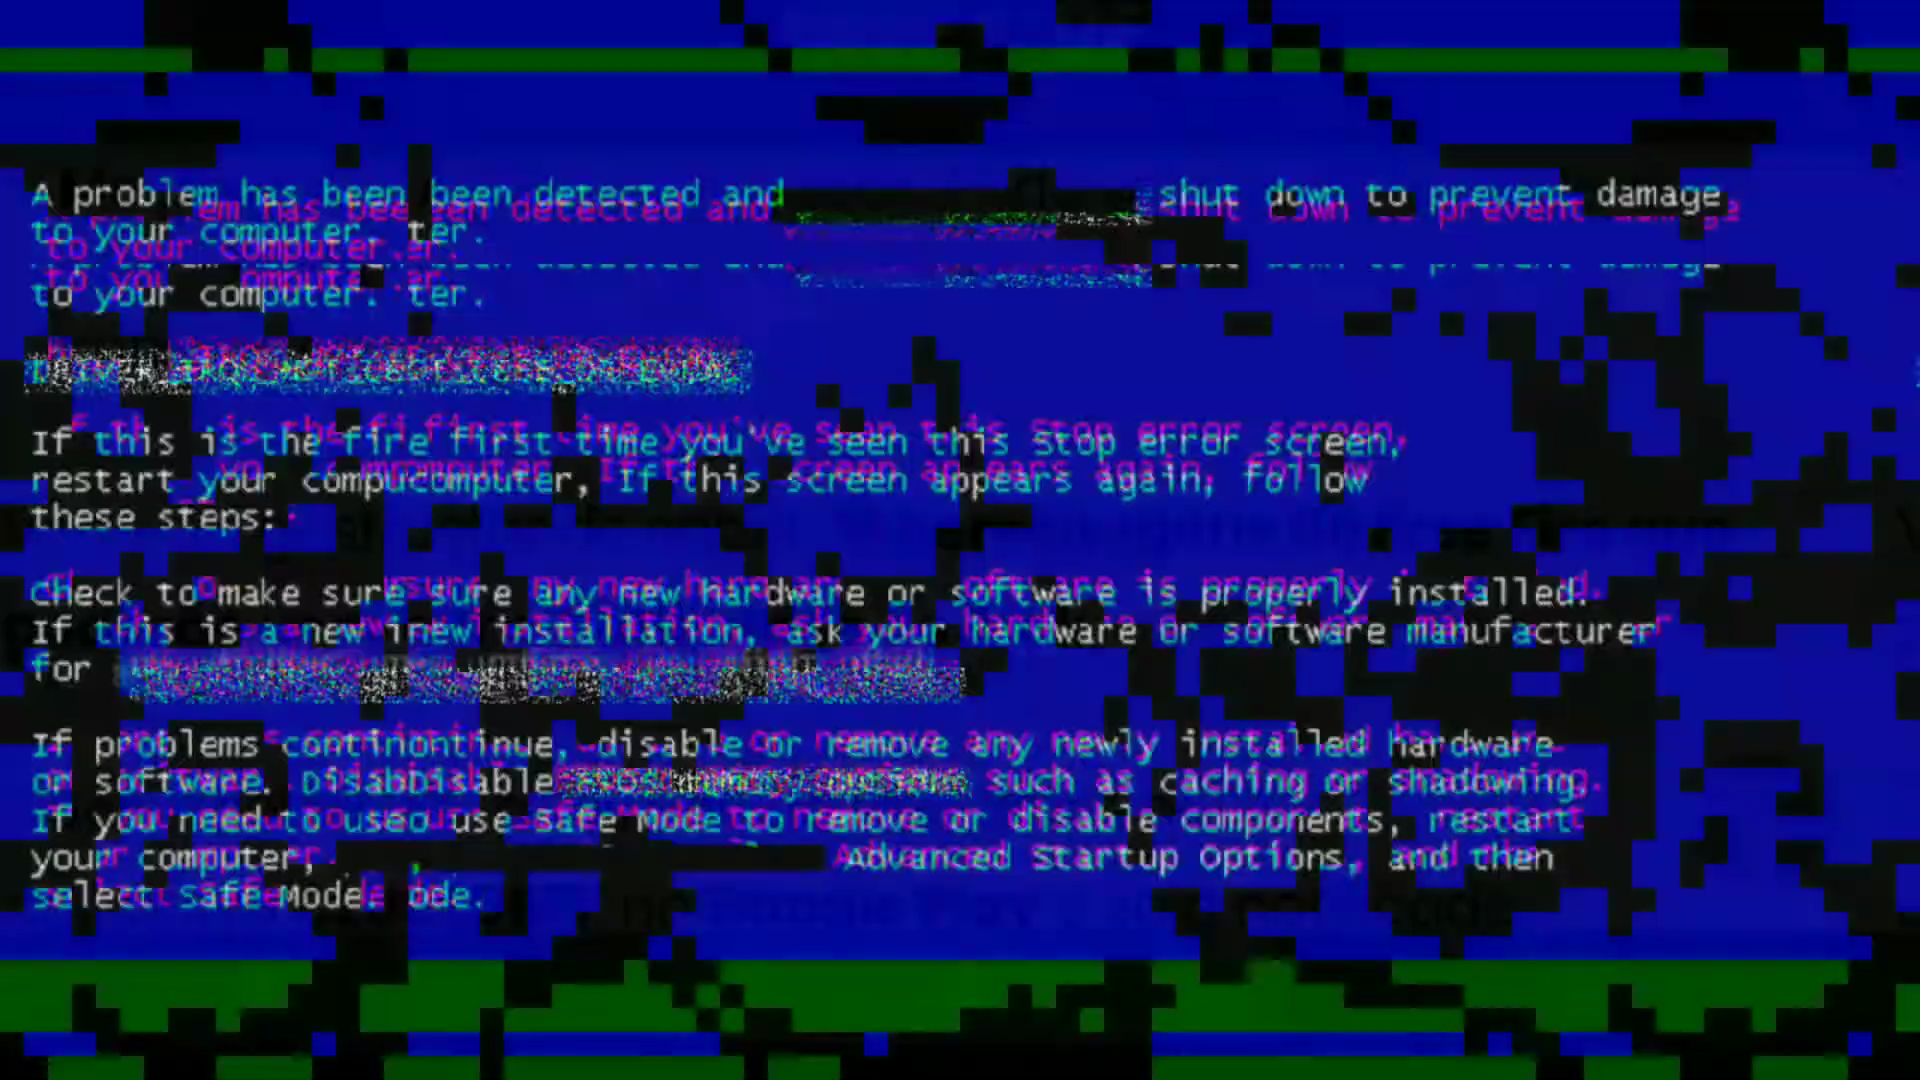 A problem has been been detected and shut down to prevent damage
to your computer. ter.
to your computer. ter.
If this is the fire first time you've seen this Stop error screen,
restart your compucomputer, If this screen appears again, follow
these steps:
Check to make sure sure any new hardware or software is properly installed.
If this is a new inew installation, ask your hardware or software manufacturer
for
If problems continontinue, disable or remove any newly installed hardware
or software. DisabDisable such as caching or shadowing.
If you need to useo use Safe Mode to remove or disable components, restart
your computer, Advanced Startup Options, and then
select Safe Mode. ode.